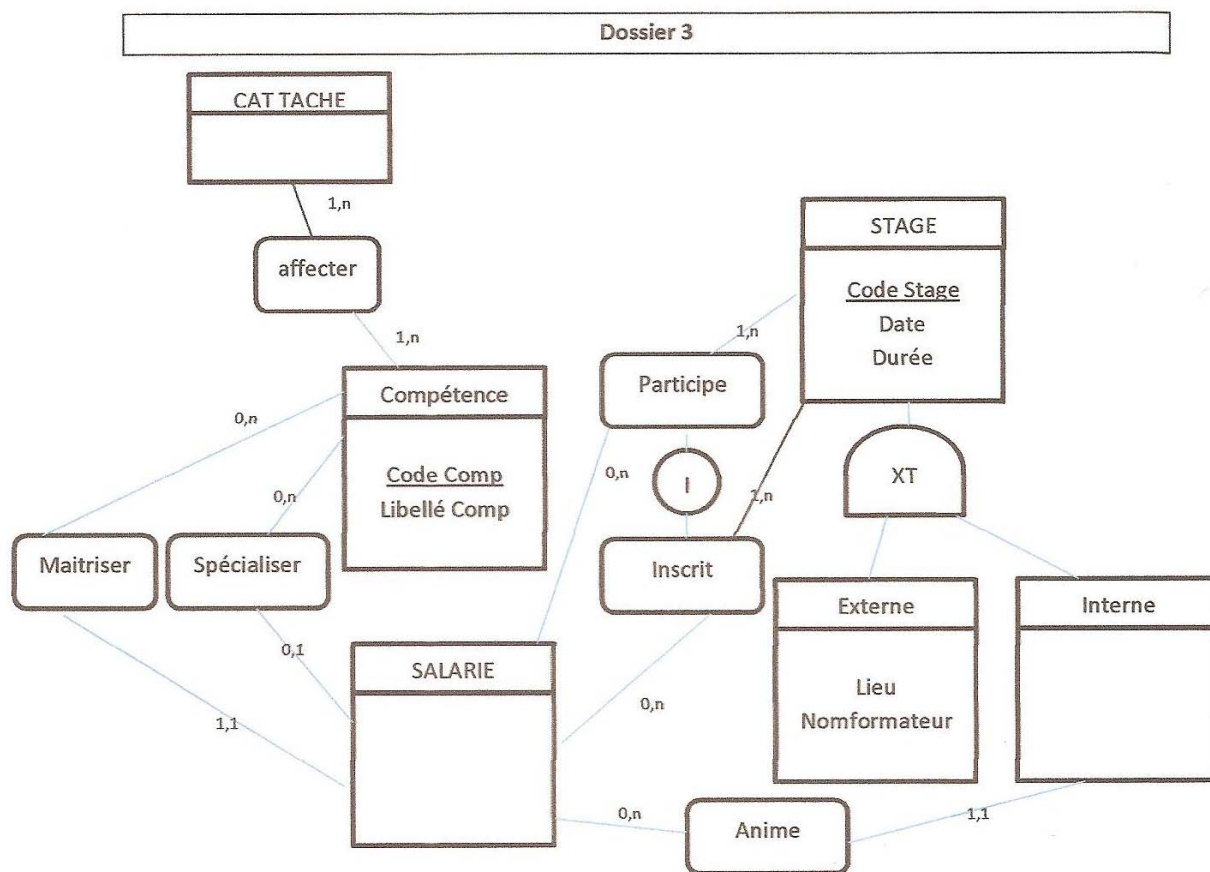 Dossier 3
CAT TACHE
1,n
affecter
1,n
STAGE
Code Stage
Date
Durée
1,n
Participe
Compétence
Code Comp
Libellé Comp
0,n
0,n
0,n
I
1,n
XT
Maitriser
Spécialiser
Inscrit
Externe
Lieu
Nomformateur
Interne
0,1
1,1
SALARIE
0,n
0,n
Anime
1,1